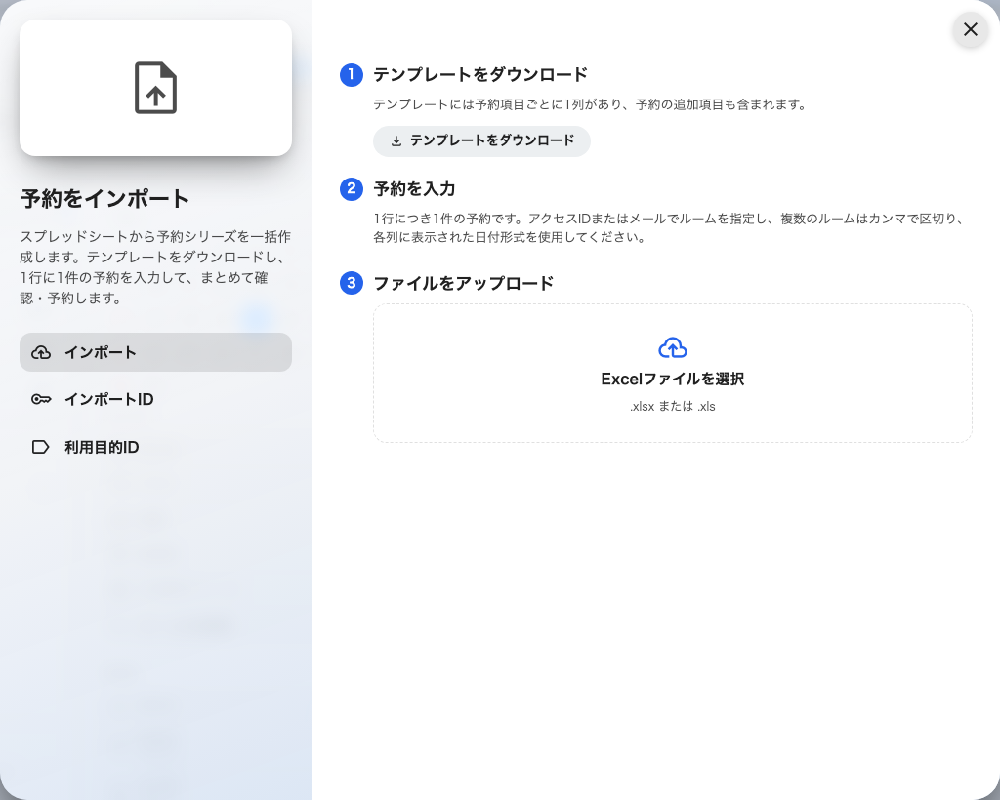 予約をインポート
スプレッドシートから予約シリーズを一括作
成します。テンプレートをダウンロードし、
1行に1件の予約を入力して、まとめて確
認・予約します。
インポート
インポートID
利用目的ID
1 テンプレートをダウンロード
テンプレートには予約項目ごとに1列があり、予約の追加項目も含まれます。
テンプレートをダウンロード
2 予約を入力
1行につき1件の予約です。アクセスIDまたはメールでルームを指定し、複数のルームはカンマで区切り、
各列に表示された日付形式を使用してください。
3 ファイルをアップロード
Excelファイルを選択
.xlsx または .xls